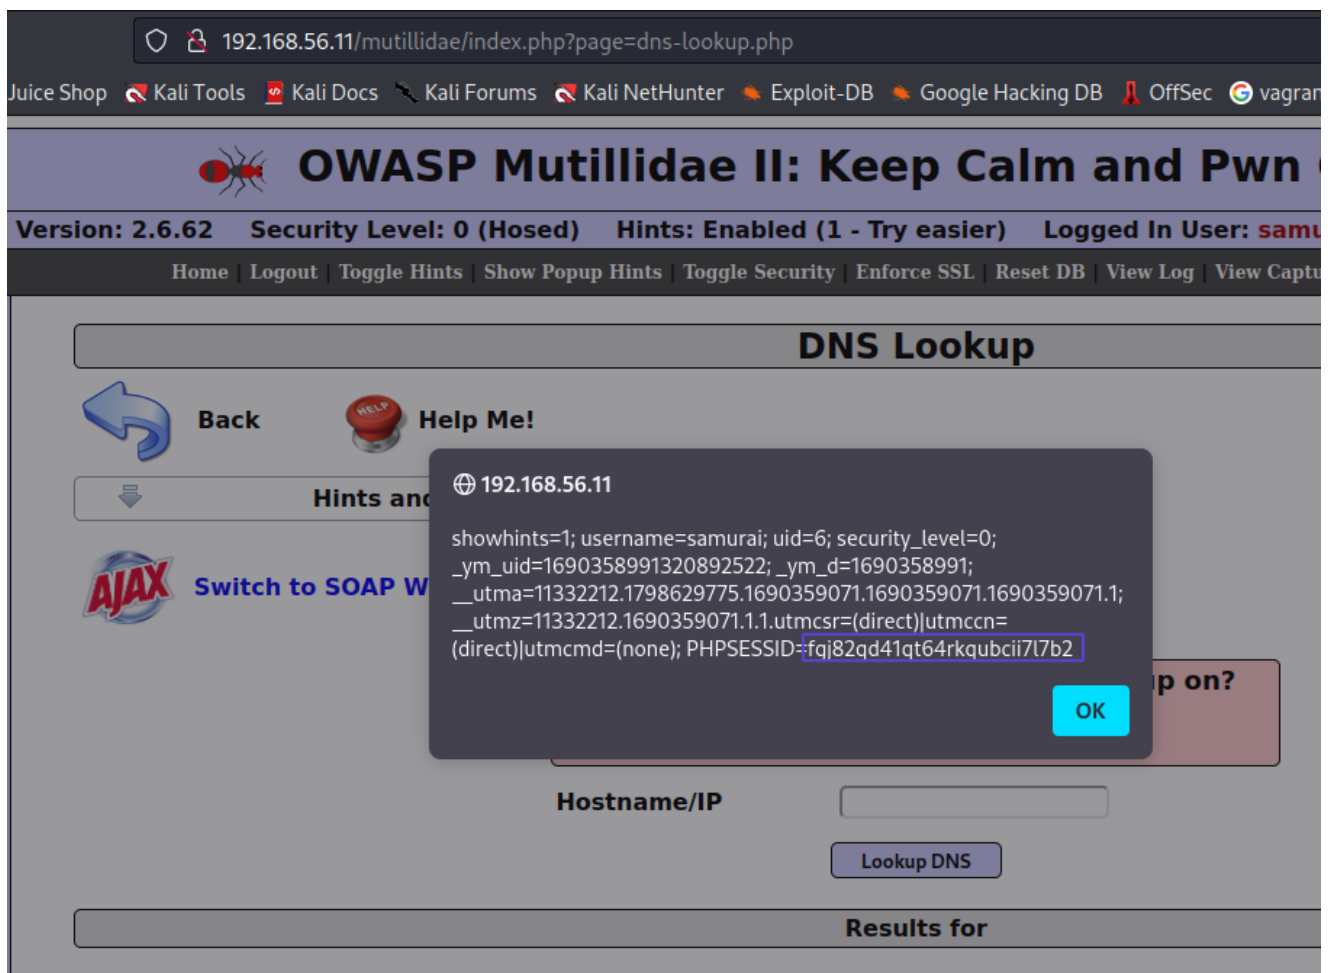 192.168.56.11/mutillidae/index.php?page=dns-lookup.php
Juice Shop Kali Tools Kali Docs Kali Forums Kali NetHunter Exploit-DB Google Hacking DB OffSec vagran
OWASP Mutillidae II: Keep Calm and Pwn
Version: 2.6.62 Security Level: 0 (Hosed) Hints: Enabled (1 - Try easier) Logged In User: samu
Home | Logout | Toggle Hints | Show Popup Hints | Toggle Security | Enforce SSL | Reset DB | View Log | View Captu
DNS Lookup
Back
HELP
Help Me!
Hints and
AJAX
Switch to SOAP W
192.168.56.11
showhints=1; username=samurai; uid=6; security_level=0;
_ym_uid=1690358991320892522; _ym_d=1690358991;
__utma=11332212.1798629775.1690359071.1690359071.1690359071.1;
__utmz=11332212.1690359071.1.1.utmcsr=(direct)|utmccn=
(direct)|utmcmd=(none); PHPSESSID=fqj82qd41qt64rkqubcii7l7b2
OK
p on?
Hostname/IP
Lookup DNS
Results for